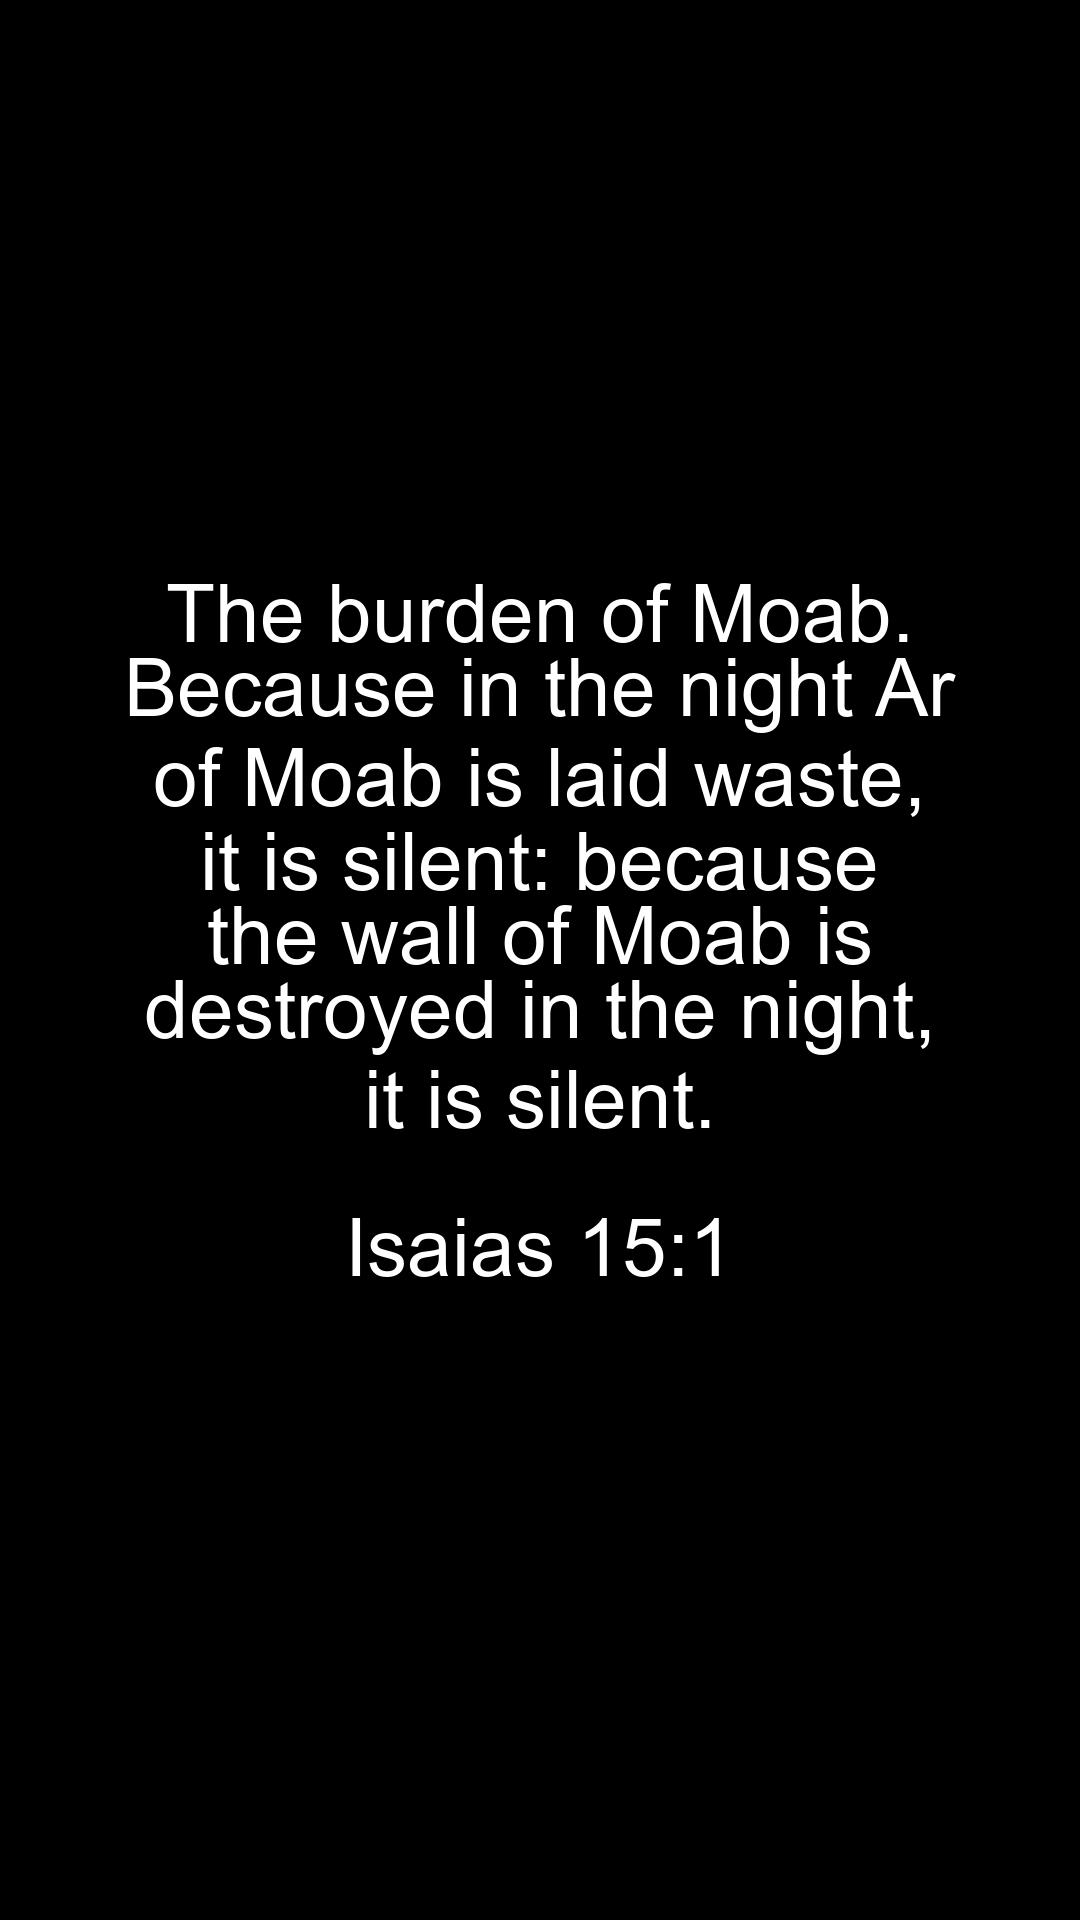 The burden of Moab.
Because in the night Ar
of Moab is laid waste,
it is silent: because
the wall of Moab is
destroyed in the night,
it is silent.
Isaias 15:1